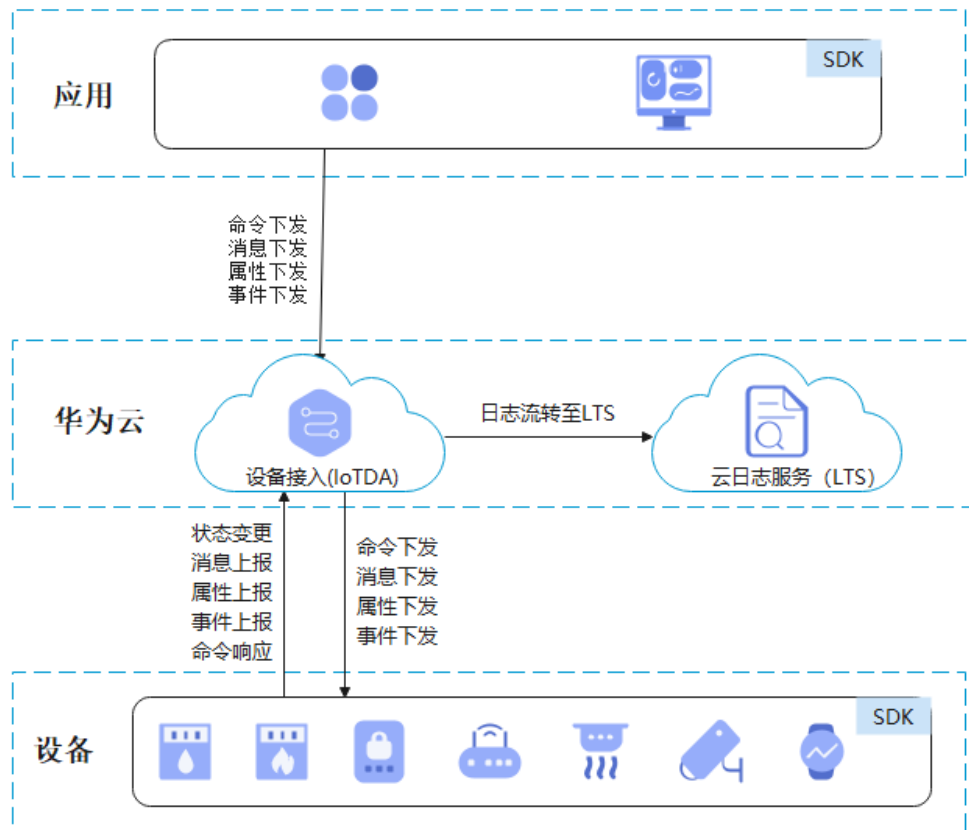 SDK
应用
命令下发
消息下发
属性下发
事件下发
华为云
日志流转至LTS
设备接入(IoTDA)
云日志服务（LTS）
状态变更
消息上报
属性上报
事件上报
命令响应
命令下发
消息下发
属性下发
事件下发
SDK
设备